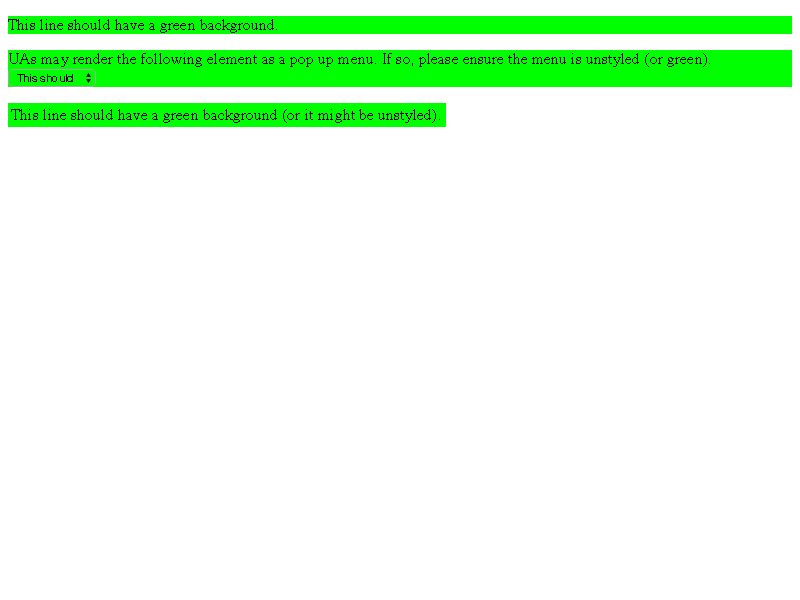 This line should have a green background.
UAs may render the following element as a pop up menu. If so, please ensure the menu is unstyled (or green).
This should
This line should have a green background (or it might be unstyled).